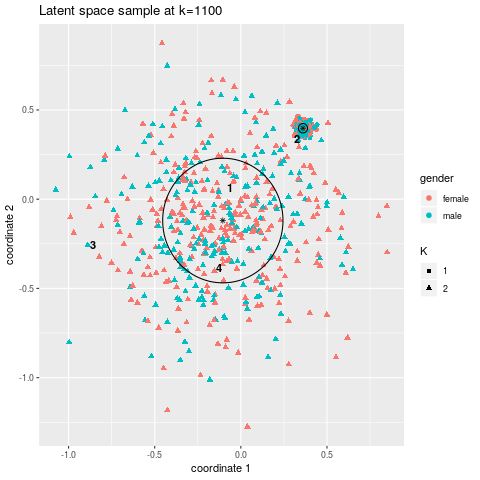 Latent space sample at k=1100
0.5
0.0
-0.5
-1.0
coordinate 2
1
2
3
4
-1.0
-0.5
0.0
0.5
coordinate 1
gender
female
male
K
1
2